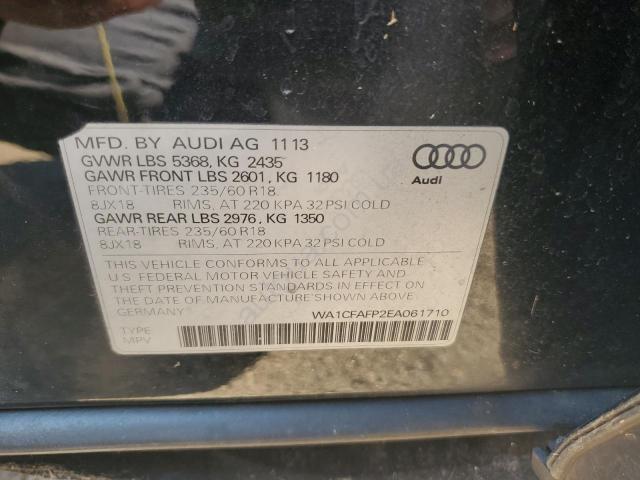 MFD. BY AUDI AG 11 13
GVWR LBS 5368, KG 2435
GAWR FRONT LBS 2601, KG 1180
FRONT-TIRES 235/60 R18
8JX18 RIMS, AT 220 KPA 32 PSI COLD
GAWR REAR LBS 2976, KG 1350
REAR-TIRES 235/60 R18
8JX18 RIMS, AT 220 KPA 32 PSI COLD
Audi
THIS VEHICLE CONFORMS TO ALL APPLICABLE
U.S. FEDERAL MOTOR VEHICLE SAFETY AND
THEFT PREVENTION STANDARDS IN EFFECT ON
THE DATE OF MANUFACTURE SHOWN ABOVE.
GERMANY WA1CFAFP2EA061710
TYPE:
MPV